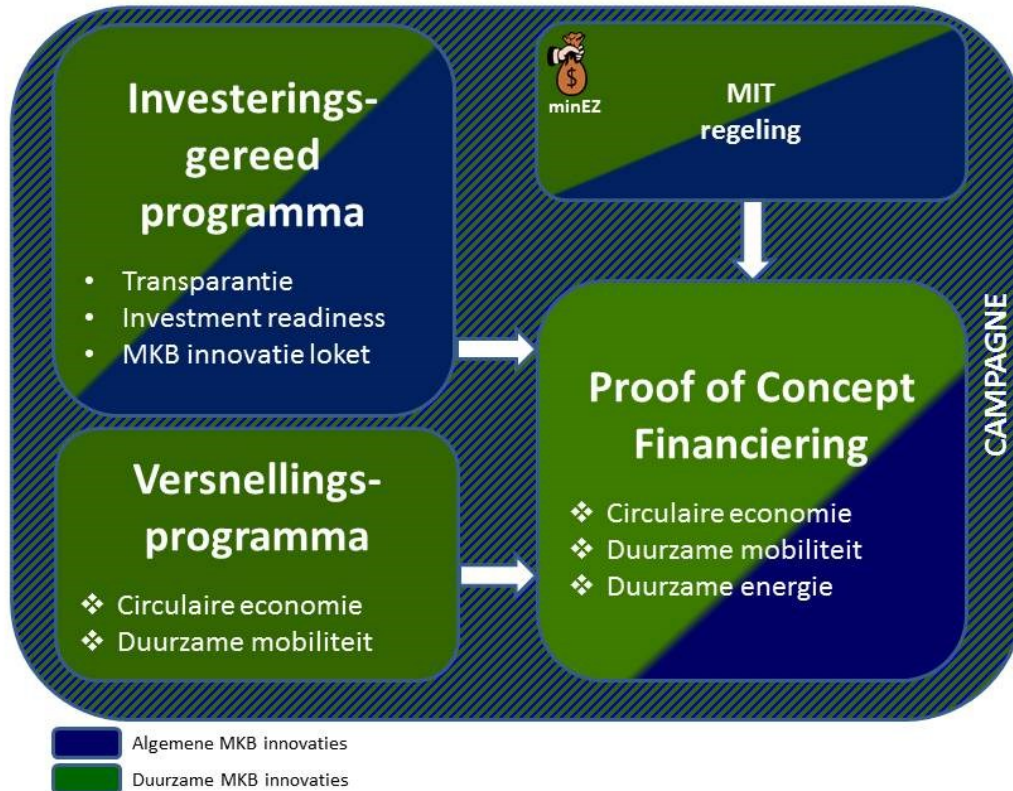 Investerings-
gereed
programma
• Transparantie
• Investment readiness
• MKB innovatie loket
$
minEZ
MIT
regeling
Versnellings-
programma
❖ Circulaire economie
❖ Duurzame mobiliteit
Proof of Concept
Financiering
❖ Circulaire economie
❖ Duurzame mobiliteit
❖ Duurzame energie
CAMPAGNE
Algemene MKB innovaties
Duurzame MKB innovaties